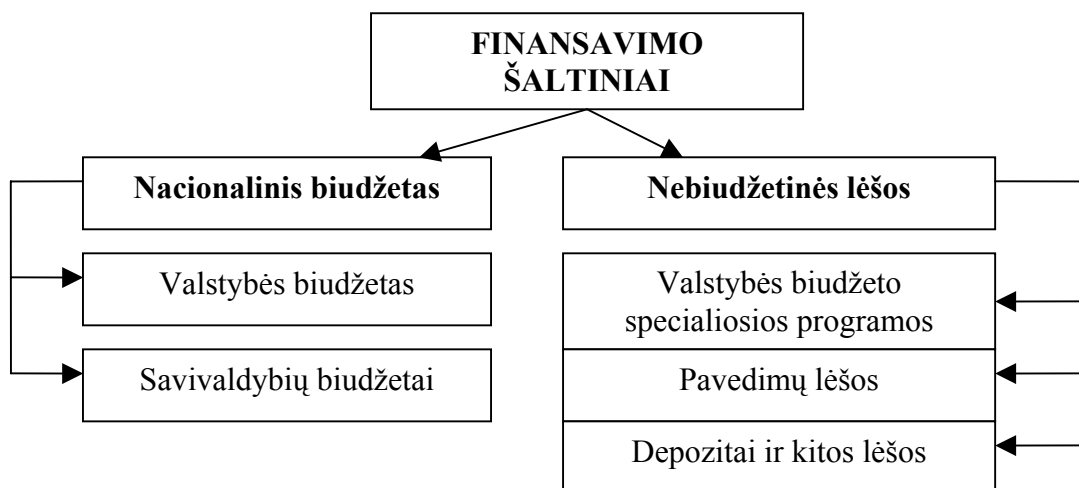 FINANSAVIMO
ŠALTINIAI
Nacionalinis biudžetas
Valstybės biudžetas
Savivaldybių biudžetai
Nebiudžetinės lėšos
Valstybės biudžeto
specialiosios programos
Pavedimų lėšos
Depozitai ir kitos lėšos